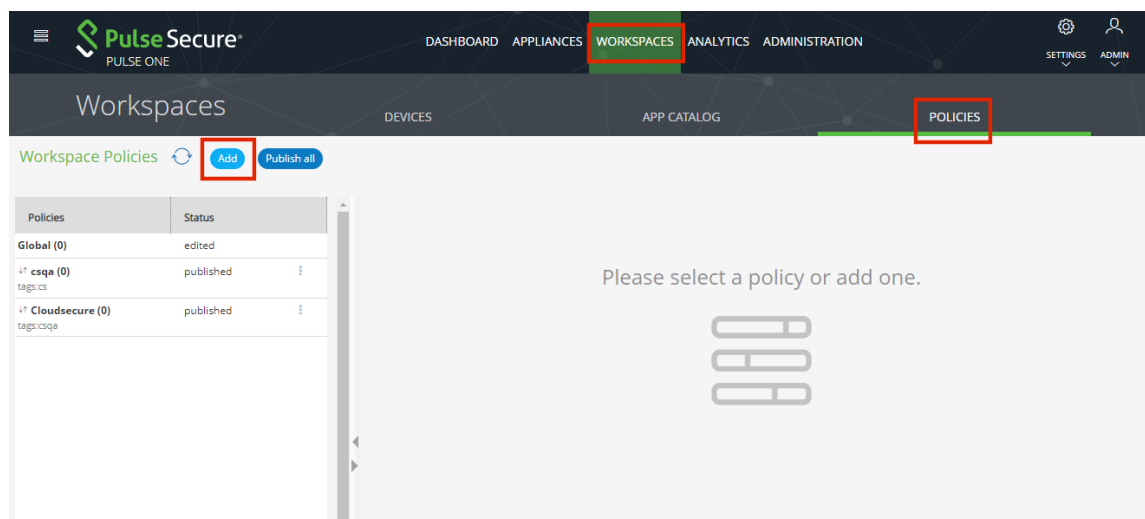 Pulse Secure®
PULSE ONE
DASHBOARD APPLIANCES WORKSPACES ANALYTICS ADMINISTRATION
SETTINGS ADMIN
Workspaces
DEVICES APP CATALOG POLICIES
Workspace Policies Add Publish all
Policies Status
Global (0) edited
↓↑ csqa (0) published
tags:cs
↓↑ Cloudsecure (0) published
tags:csqa
Please select a policy or add one.